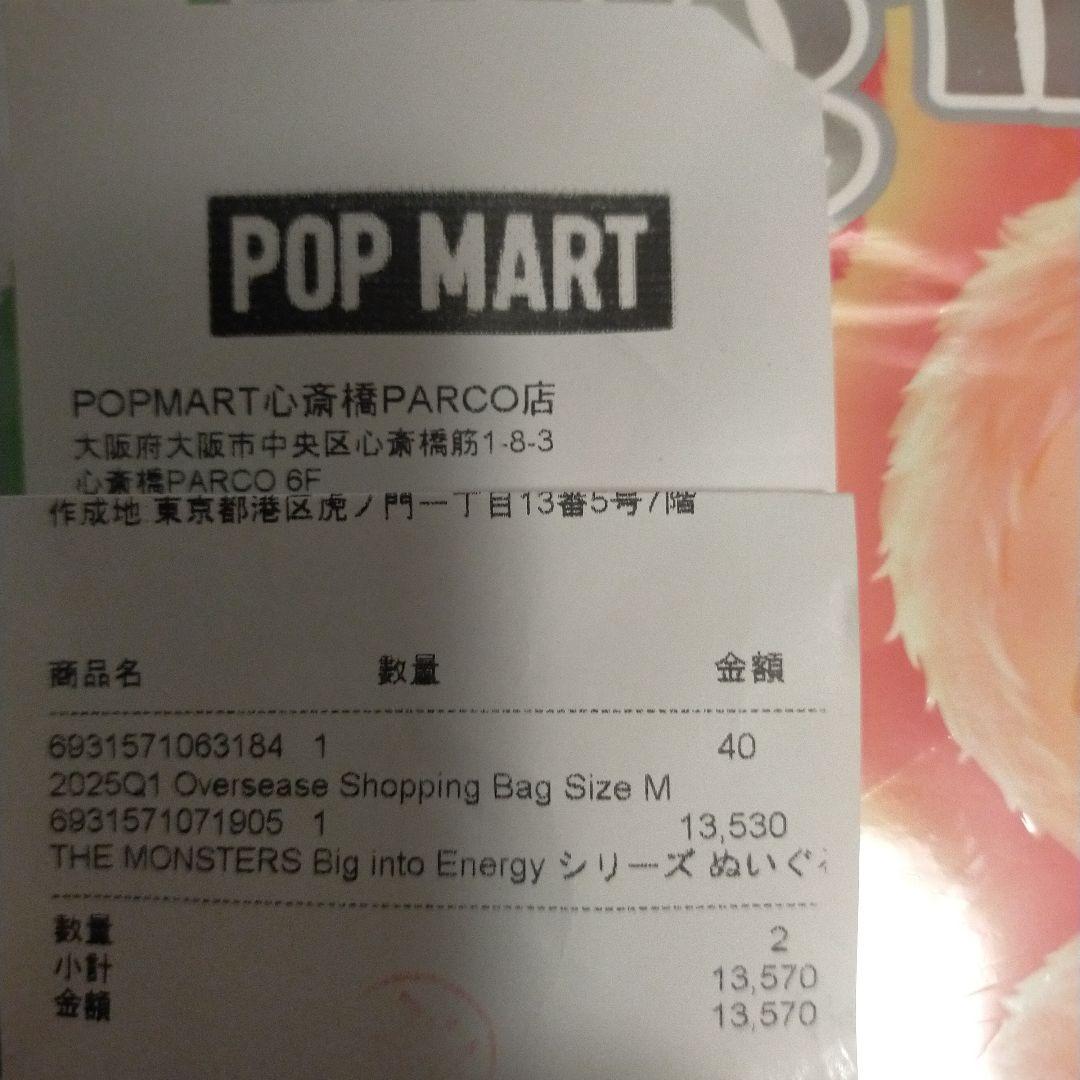 POP MART
POPMART心斎橋PARCO店
大阪府大阪市中央区心斎橋筋1-8-3
心斎橋PARCO 6F
作成地 東京都港区虎ノ門一丁目13番5号7階
商品名 数量 金額
6931571063184 1 40
2025Q1 Oversease Shopping Bag Size M
6931571071905 1 13,530
THE MONSTERS Big into Energy シリーズ ぬいぐ
数量 2
小計 13,570
金額 13,570